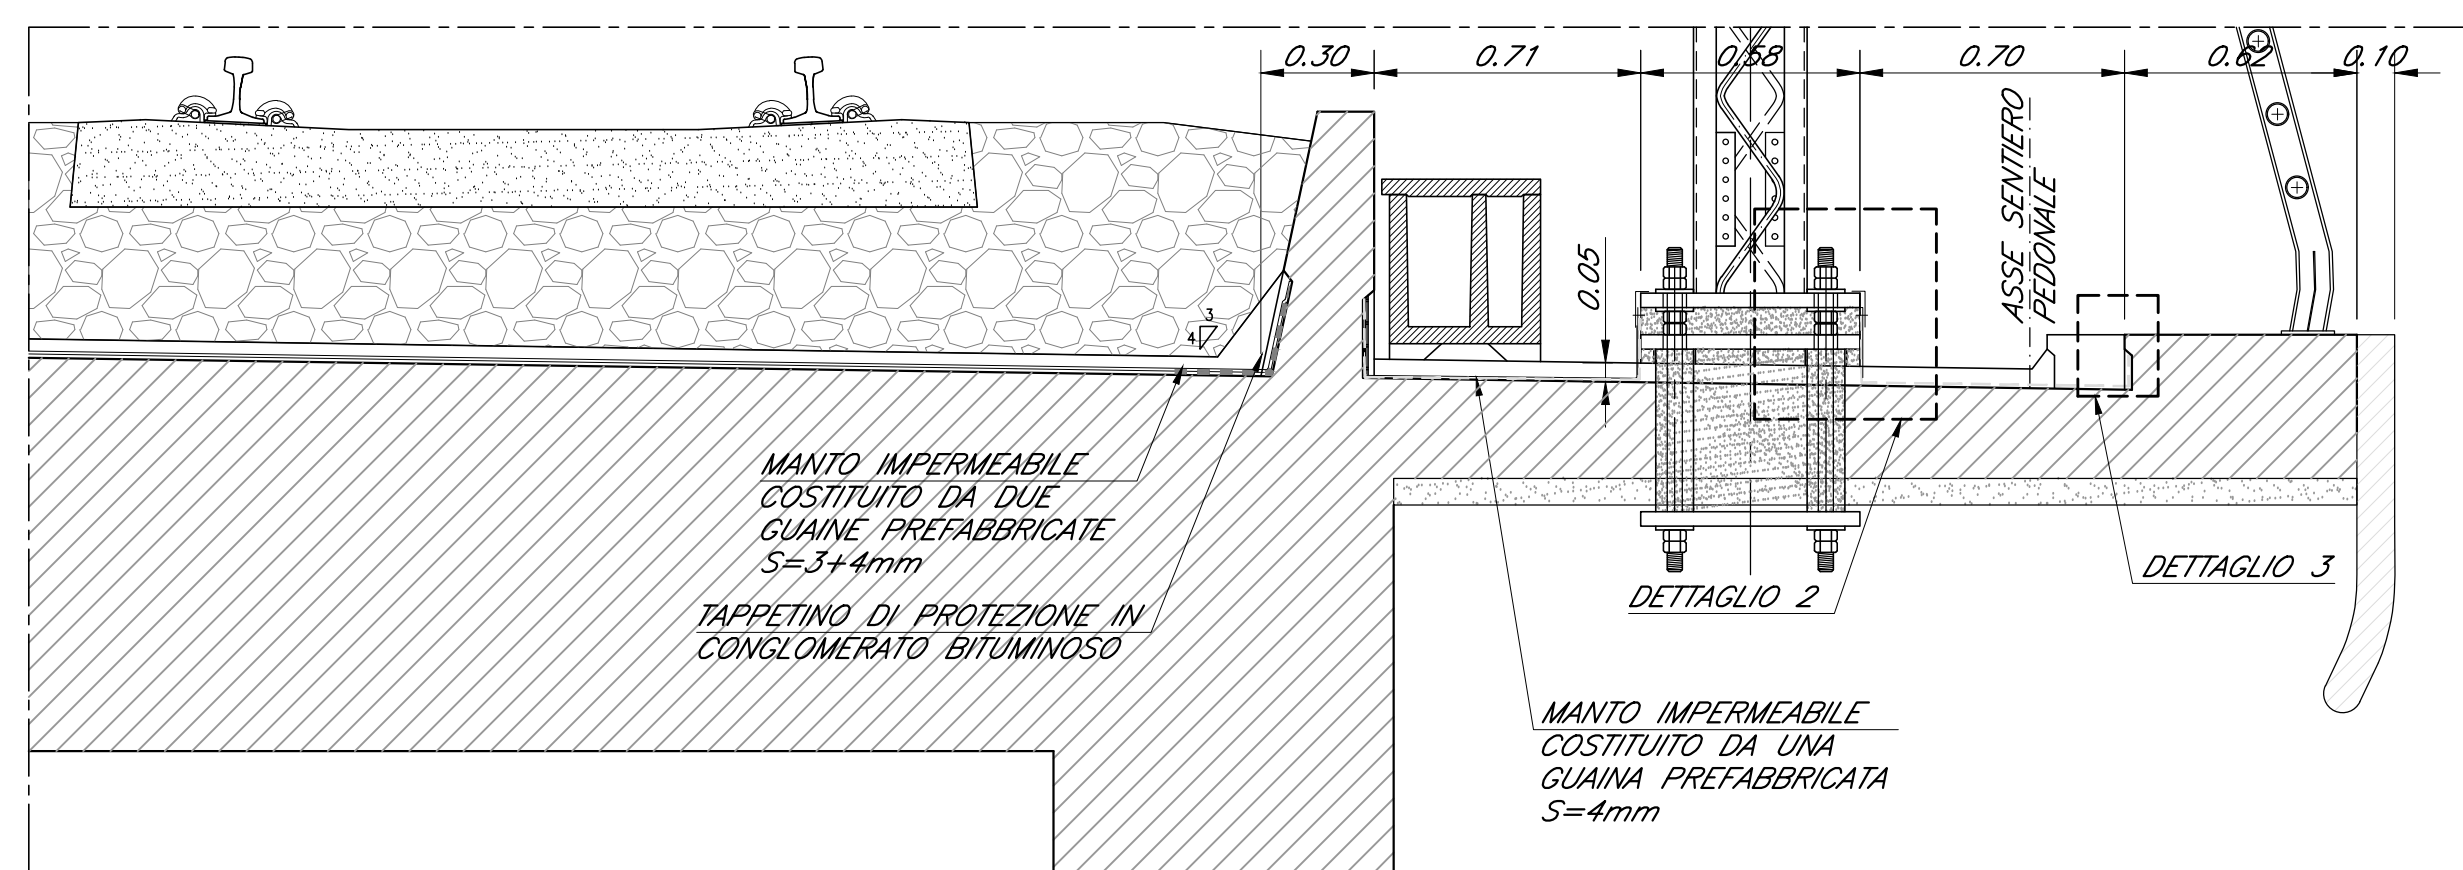 0.30
0.71
0.58
0.70
0.62
0.10
ASSE SENTIERO
PEDONALE
0.05
3
4
MANTO IMPERMEABILE
COSTITUITO DA DUE
GUAINE PREFABBRICATE
S=3+4mm
TAPPETINO DI PROTEZIONE IN
CONGLOMERATO BITUMINOSO
DETTAGLIO 2
DETTAGLIO 3
MANTO IMPERMEABILE
COSTITUITO DA UNA
GUAINA PREFABBRICATA
S=4mm